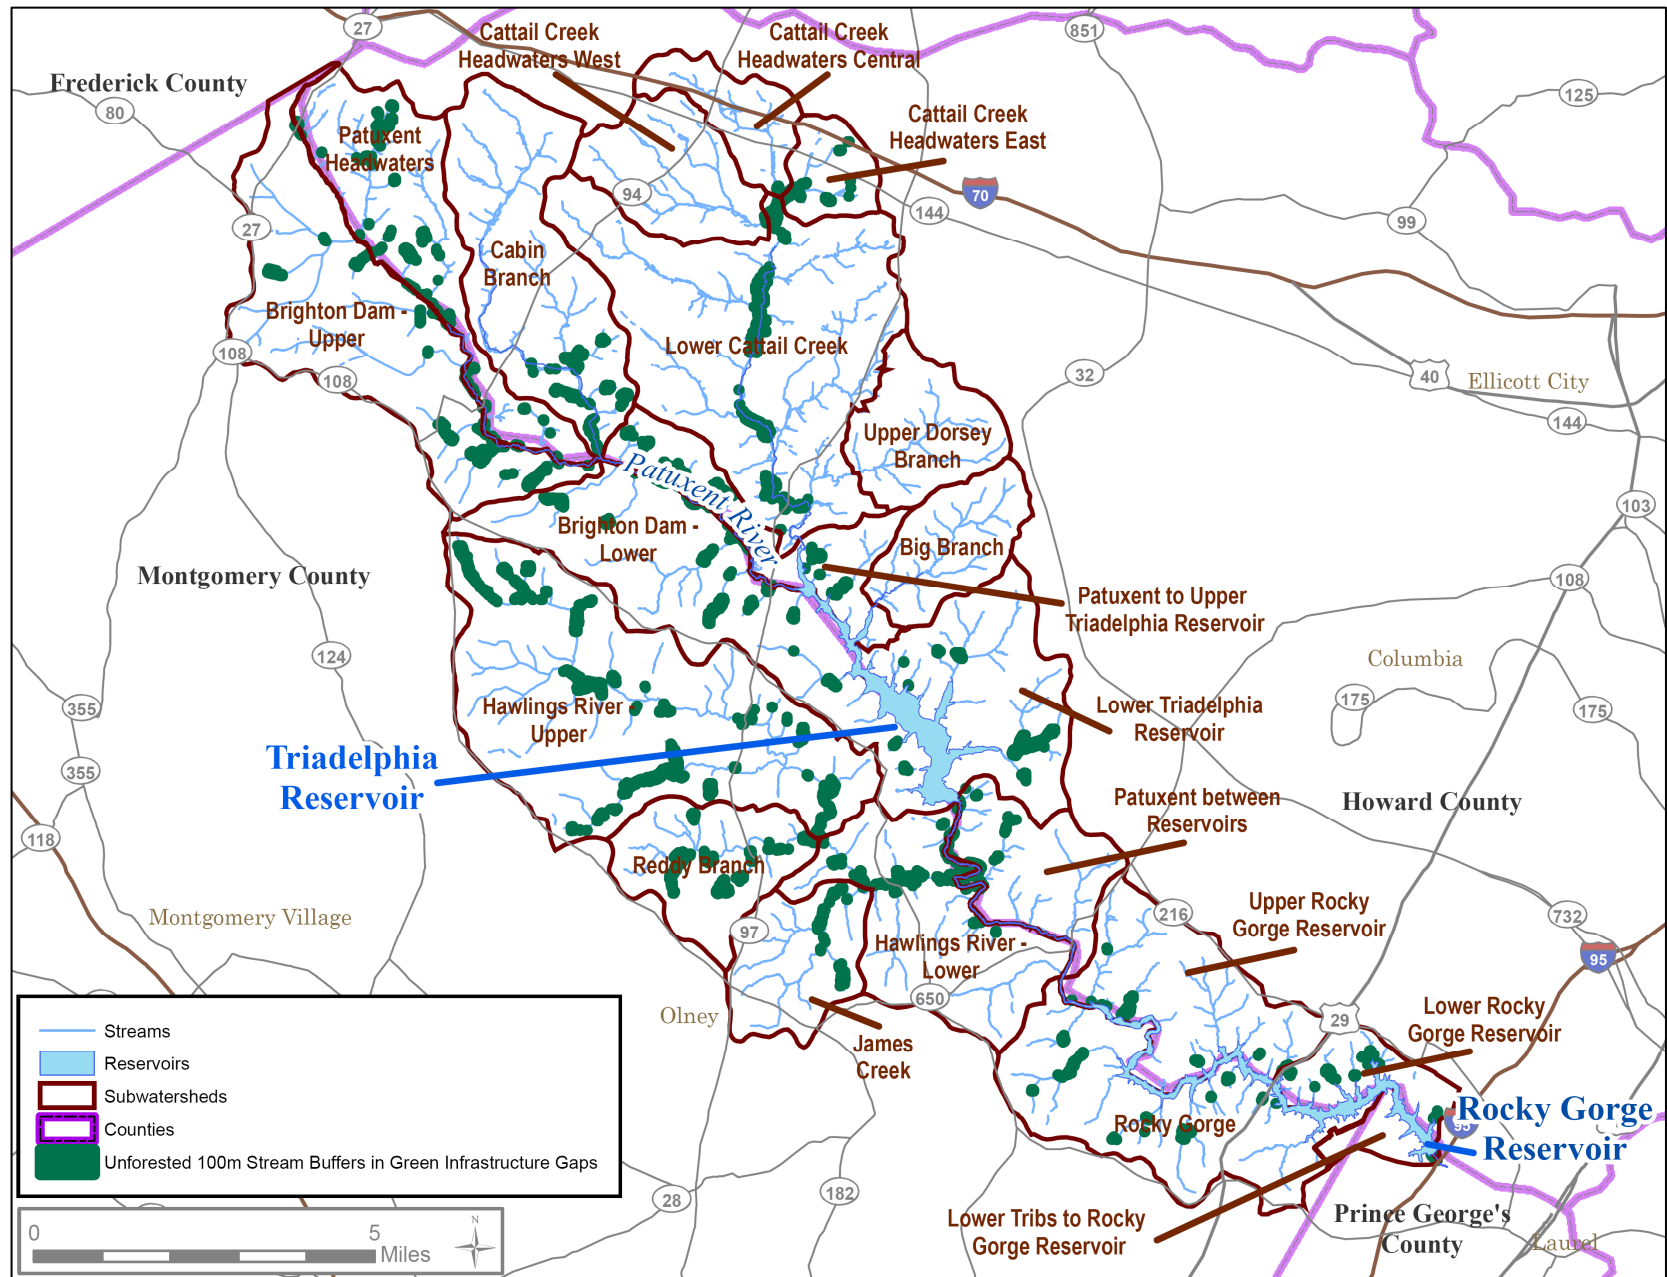 27
Cattail Creek
Headwaters West
Cattail Creek
Headwaters Central
851
Frederick County
80
125
Cattail Creek
Headwaters East
Patuxent
Headwaters
94
70
144
99
27
Cabin
Branch
Brighton Dam -
Upper
Lower Cattail Creek
108
108
32
40
Ellicott City
144
Upper Dorsey
Branch
Patuxent River
103
Brighton Dam -
Lower
Big Branch
Montgomery County
108
Patuxent to Upper
Triadelphia Reservoir
124
Columbia
175
175
355
Hawlings River -
Upper
Lower Triadelphia
Reservoir
Triadelphia
Reservoir
355
Patuxent between
Reservoirs
Howard County
118
Reddy Branch
Montgomery Village
97
216
732
Upper Rocky
Gorge Reservoir
Hawlings River -
Lower
95
650
Olney
29
Lower Rocky
Gorge Reservoir
James
Creek
Rocky Gorge
95
Rocky Gorge
Reservoir
Streams
Reservoirs
Subwatersheds
Counties
Unforested 100m Stream Buffers in Green Infrastructure Gaps
28
182
Lower Tribs to Rocky
Gorge Reservoir
Prince George's
County
Laurel
0
5
Miles
N